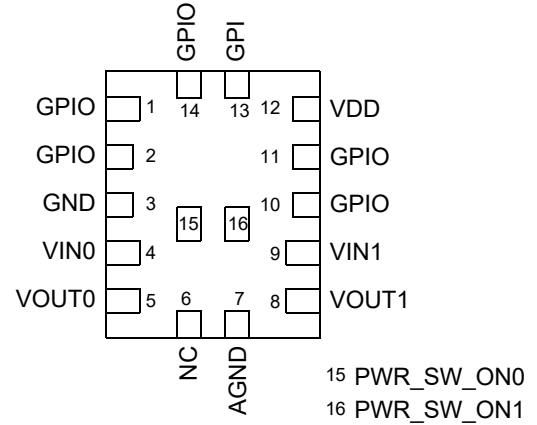 GPIO
GPI
GPIO 1 14 13 12 VDD
GPIO 2 11 GPIO
GND 3 15 16 10 GPIO
VIN0 4 9 VIN1
VOUT0 5 6 7 8 VOUT1
NC
AGND
15 PWR_SW_ON0
16 PWR_SW_ON1